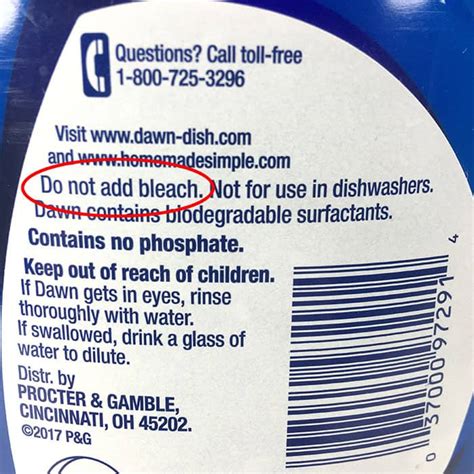 Questions? Call toll-free
1-800-725-3296
Visit www.dawn-dish.com
and www.homemadesimple.com
Do not add bleach. Not for use in dishwashers.
Dawn contains biodegradable surfactants.
Contains no phosphate.
Keep out of reach of children.
If Dawn gets in eyes, rinse
thoroughly with water.
If swallowed, drink a glass of
water to dilute.
Distr. by
PROCTER & GAMBLE,
CINCINNATI, OH 45202.
©2017 P&G
0 37000 97291 4